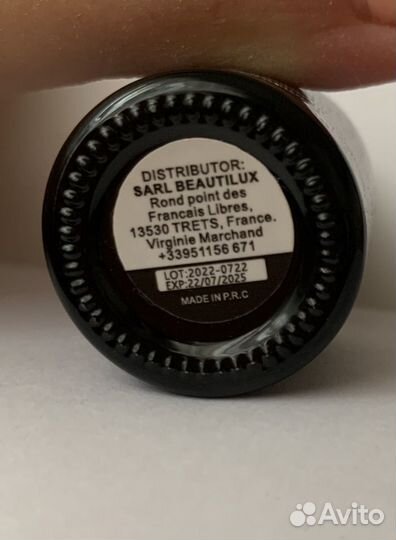 DISTRIBUTOR:
SARL BEAUTILUX
Rond point des
Francais Libres,
13530 TRETS, France.
Virginie Marchand
+33951156 671
LOT:2022-0722
EXP:22/07/2025
MADE IN P.R.C
Avito